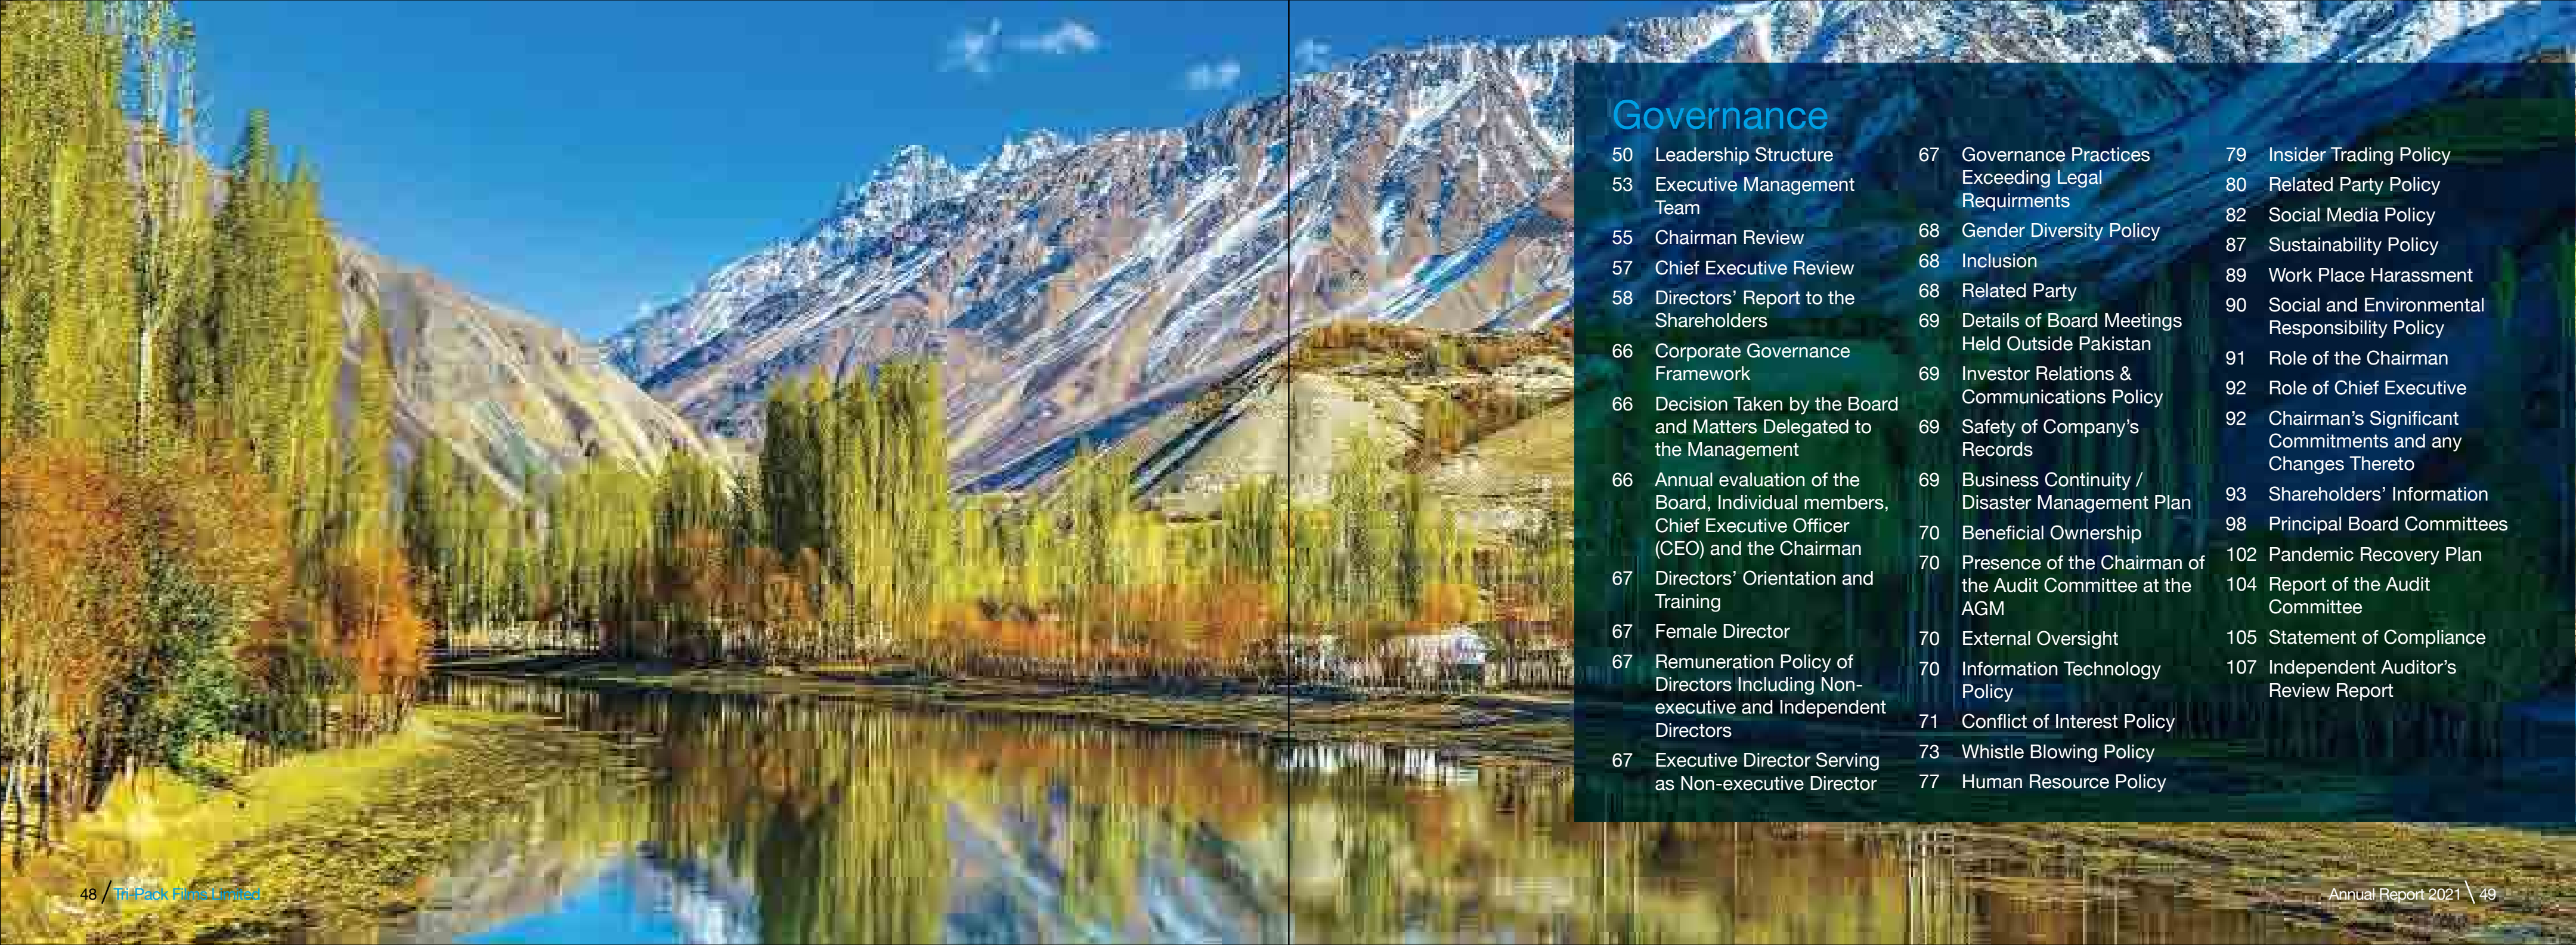 Governance
50 Leadership Structure
53 Executive Management
Team
55 Chairman Review
57 Chief Executive Review
58 Directors’ Report to the
Shareholders
66 Corporate Governance
Framework
66 Decision Taken by the Board
and Matters Delegated to
the Management
66 Annual evaluation of the
Board, Individual members,
Chief Executive Officer
(CEO) and the Chairman
67 Directors’ Orientation and
Training
67 Female Director
67 Remuneration Policy of
Directors Including Non-
executive and Independent
Directors
67 Executive Director Serving
as Non-executive Director
67 Governance Practices
Exceeding Legal
Requirments
68 Gender Diversity Policy
68 Inclusion
68 Related Party
69 Details of Board Meetings
Held Outside Pakistan
69 Investor Relations &
Communications Policy
69 Safety of Company’s
Records
69 Business Continuity /
Disaster Management Plan
70 Beneficial Ownership
70 Presence of the Chairman of
the Audit Committee at the
AGM
70 External Oversight
70 Information Technology
Policy
71 Conflict of Interest Policy
73 Whistle Blowing Policy
77 Human Resource Policy
79 Insider Trading Policy
80 Related Party Policy
82 Social Media Policy
87 Sustainability Policy
89 Work Place Harassment
90 Social and Environmental
Responsibility Policy
91 Role of the Chairman
92 Role of Chief Executive
92 Chairman’s Significant
Commitments and any
Changes Thereto
93 Shareholders’ Information
98 Principal Board Committees
102 Pandemic Recovery Plan
104 Report of the Audit
Committee
105 Statement of Compliance
107 Independent Auditor’s
Review Report
48 / Tri-Pack Films Limited
Annual Report 2021 \ 49